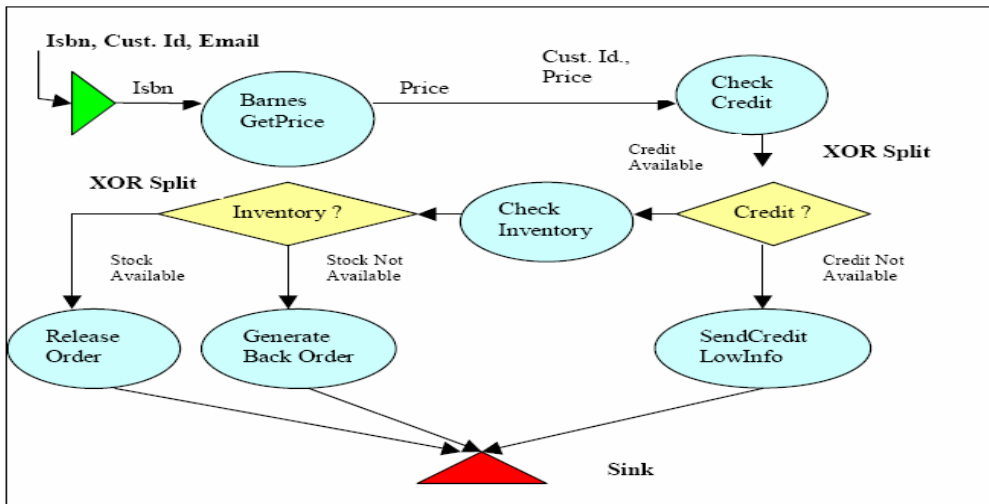 Isbn, Cust. Id, Email
Isbn
Barnes
GetPrice
Price
Cust. Id.,
Price
Check
Credit
Credit
Available
XOR Split
XOR Split
Inventory ?
Check
Inventory
Credit ?
Stock
Available
Stock Not
Available
Credit Not
Available
Release
Order
Generate
Back Order
SendCredit
LowInfo
Sink